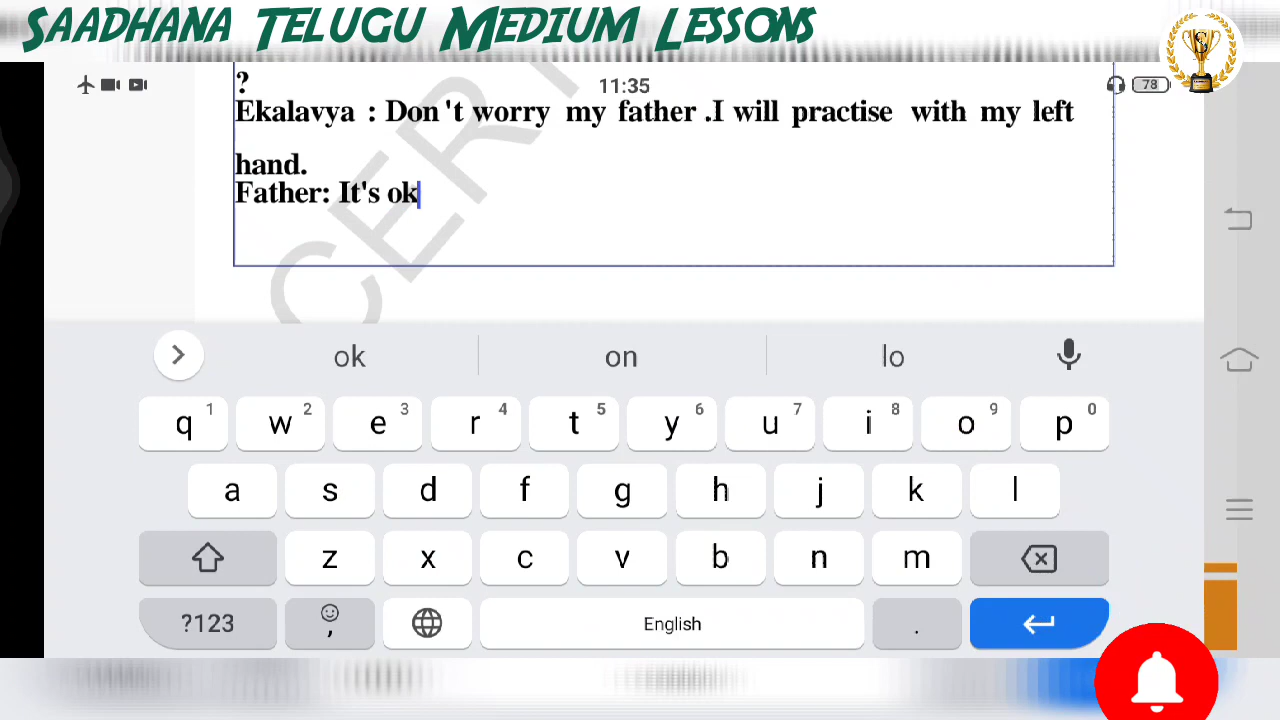 SAADHANA TELUGU MEDIUM LESSONS
11:35
78
?
Ekalavya : Don 't worry my father .I will practise with my left
hand.
Father: It's ok
CERT
ok on lo
q 1 w 2 e 3 r 4 t 5 y 6 u 7 i 8 o 9 p 0
a s d f g h j k l
z x c v b n m
?123 , English .